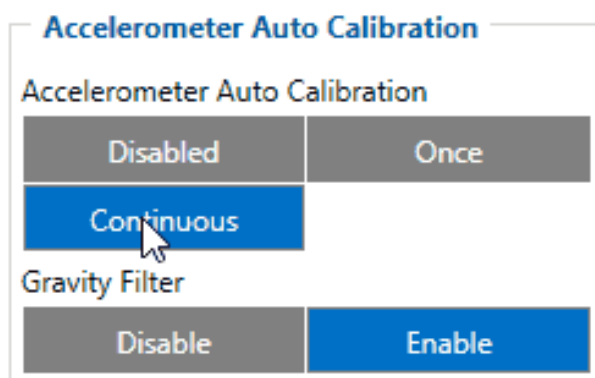 Accelerometer Auto Calibration
Accelerometer Auto Calibration
Disabled Once
Continuous
Gravity Filter
Disable Enable